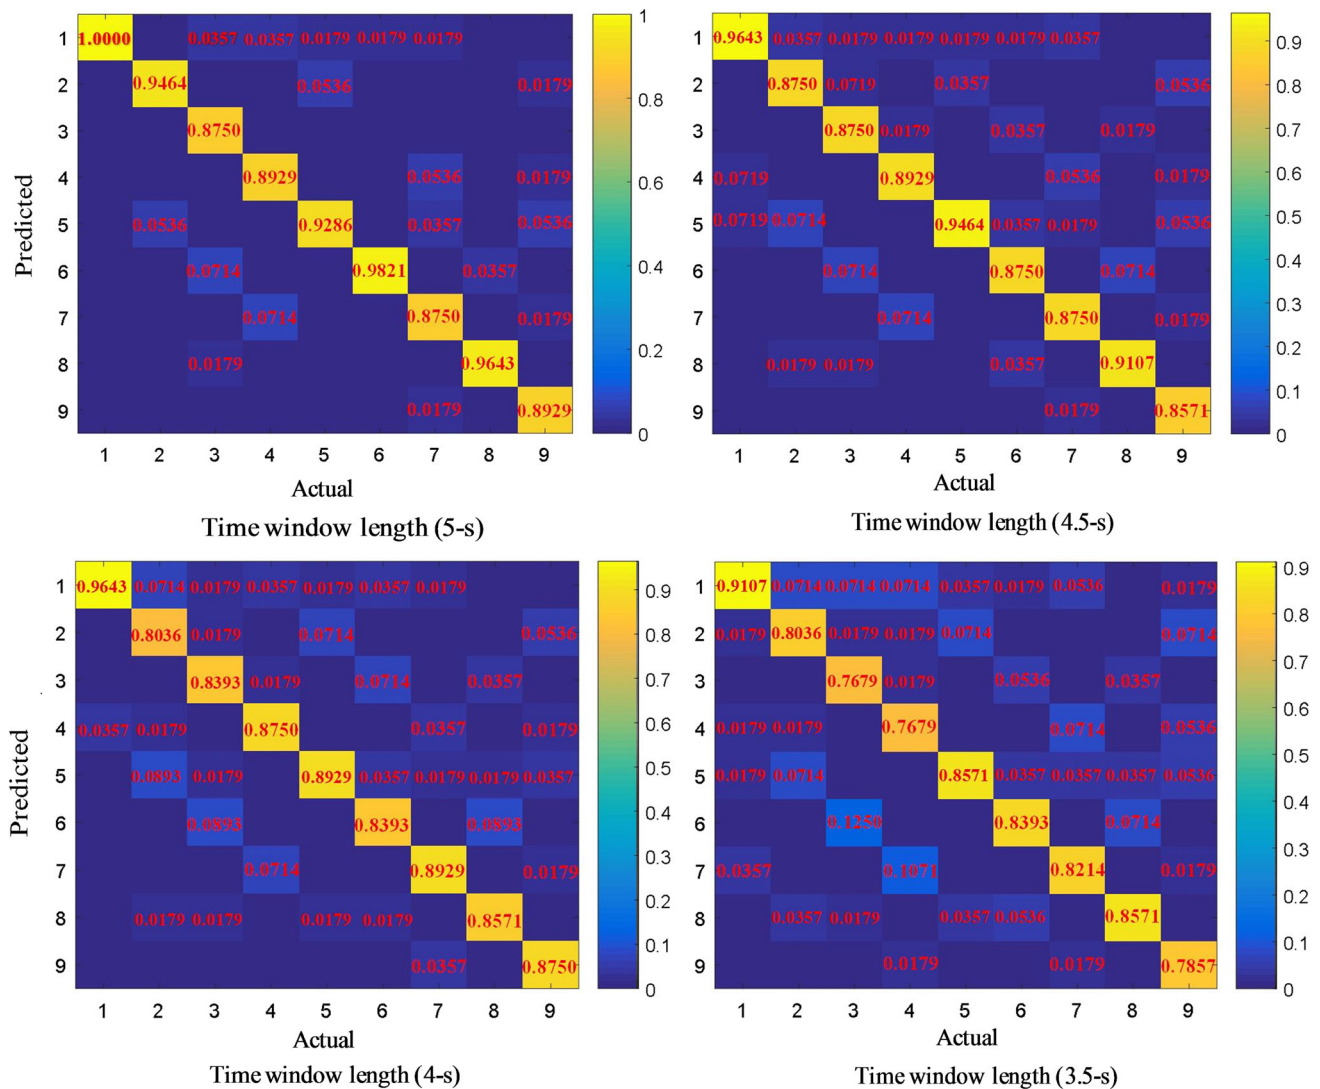 1 1.0000 0.0357 0.0357 0.0179 0.0179 0.0179 1
2 0.9464 0.0536 0.0179
3 0.8750 0.8
4 0.8929 0.0536 0.0179
0.6
5 0.0536 0.9286 0.0357 0.0536
6 0.0714 0.9821 0.0357 0.4
7 0.0714 0.8750 0.0179
8 0.0179 0.9643 0.2
9 0.0179 0.8929
0
1 2 3 4 5 6 7 8 9
Predicted
Actual
Time window length (5-s)
1 0.9643 0.0357 0.0179 0.0179 0.0179 0.0179 0.0357 0.9
2 0.8750 0.0719 0.0357 0.0536 0.8
3 0.8750 0.0179 0.0357 0.0179 0.7
4 0.0719 0.8929 0.0536 0.0179 0.6
5 0.0719 0.0714 0.9464 0.0357 0.0179 0.0536 0.5
6 0.0714 0.8750 0.0714 0.4
7 0.0714 0.8750 0.0179 0.3
8 0.0179 0.0179 0.0357 0.9107 0.2
9 0.0179 0.8571 0.1
0
1 2 3 4 5 6 7 8 9
Actual
Time window length (4.5-s)
1 0.9643 0.0714 0.0179 0.0357 0.0179 0.0357 0.0179 0.9
2 0.8036 0.0179 0.0714 0.0536 0.8
3 0.8393 0.0179 0.0714 0.0357 0.7
4 0.0357 0.0179 0.8750 0.0357 0.0179 0.6
5 0.0893 0.0179 0.8929 0.0357 0.0179 0.0179 0.0357 0.5
6 0.0893 0.8393 0.0893 0.4
7 0.0714 0.8929 0.0179 0.3
8 0.0179 0.0179 0.0179 0.0179 0.8571 0.2
9 0.0357 0.8750 0.1
0
1 2 3 4 5 6 7 8 9
Predicted
Actual
Time window length (4-s)
1 0.9107 0.0714 0.0714 0.0714 0.0357 0.0179 0.0536 0.0179 0.9
2 0.0179 0.8036 0.0179 0.0179 0.0714 0.0714 0.8
3 0.7679 0.0179 0.0536 0.0357 0.7
4 0.0179 0.0179 0.7679 0.0714 0.0536 0.6
5 0.0179 0.0714 0.8571 0.0357 0.0357 0.0357 0.0536 0.5
6 0.1250 0.8393 0.0714 0.4
7 0.0357 0.1071 0.8214 0.0179 0.3
8 0.0357 0.0179 0.0357 0.0536 0.8571 0.2
9 0.0179 0.0179 0.7857 0.1
0
1 2 3 4 5 6 7 8 9
Actual
Time window length (3.5-s)